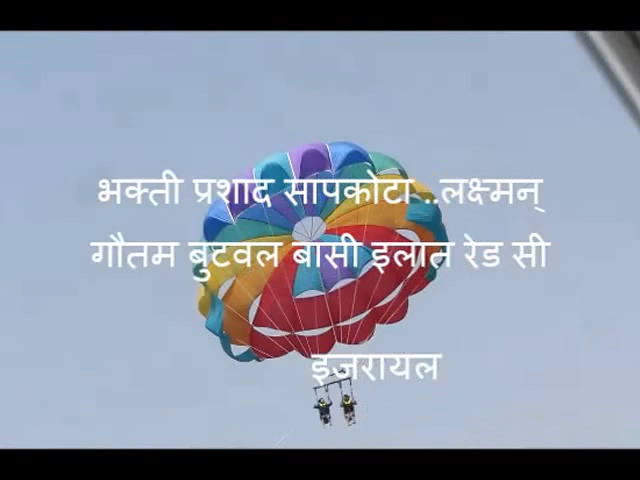 भक्ती प्रशाद सापकोटा ..लक्ष्मन्
गौतम बुटवल बासी इलात रेड सी
इजरायल